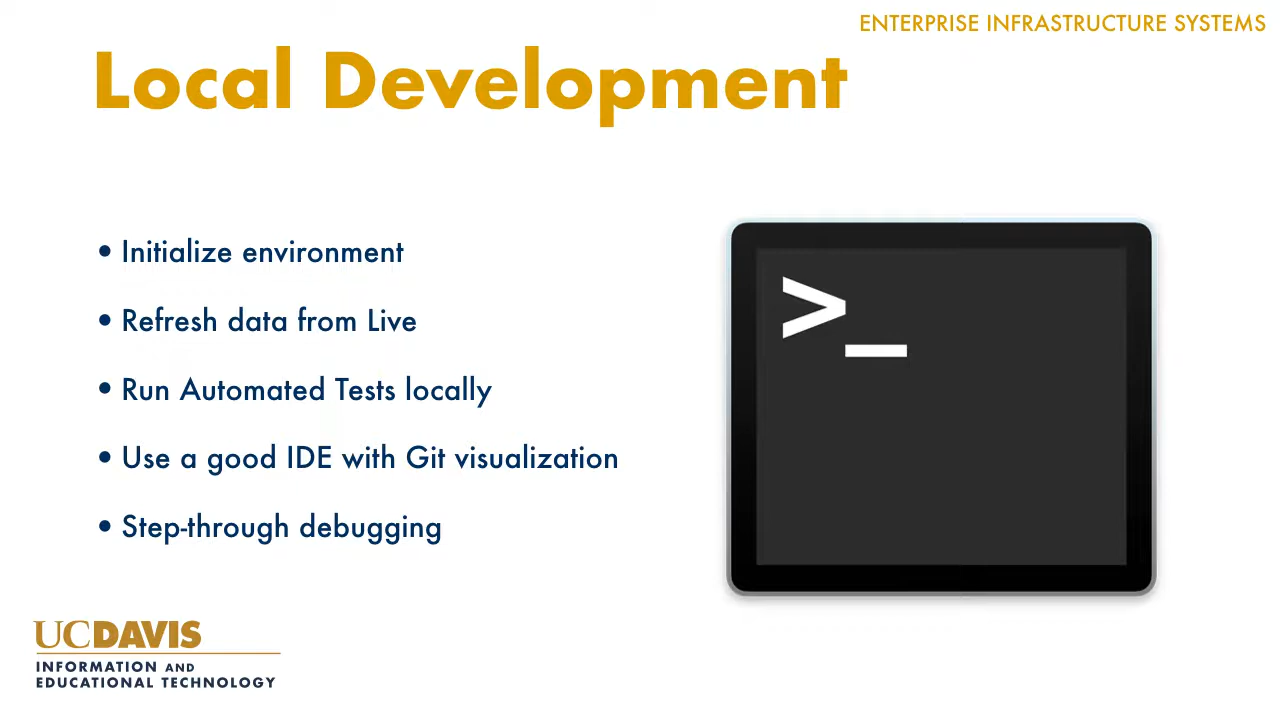 ENTERPRISE INFRASTRUCTURE SYSTEMS
Local Development
• Initialize environment
• Refresh data from Live
• Run Automated Tests locally
• Use a good IDE with Git visualization
• Step-through debugging
>_
UCDAVIS
INFORMATION AND
EDUCATIONAL TECHNOLOGY